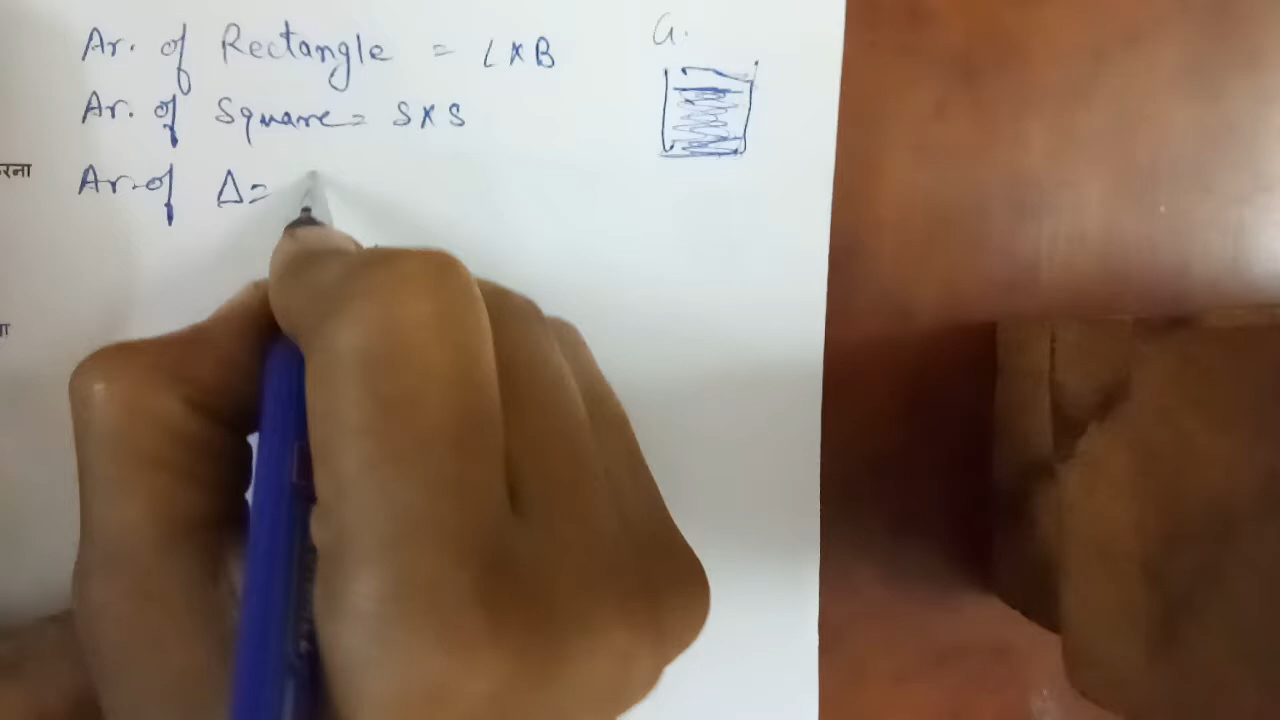 Ar. of Rectangle = L×B
G.
Ar. of Square = S×S
Ar. of Δ=